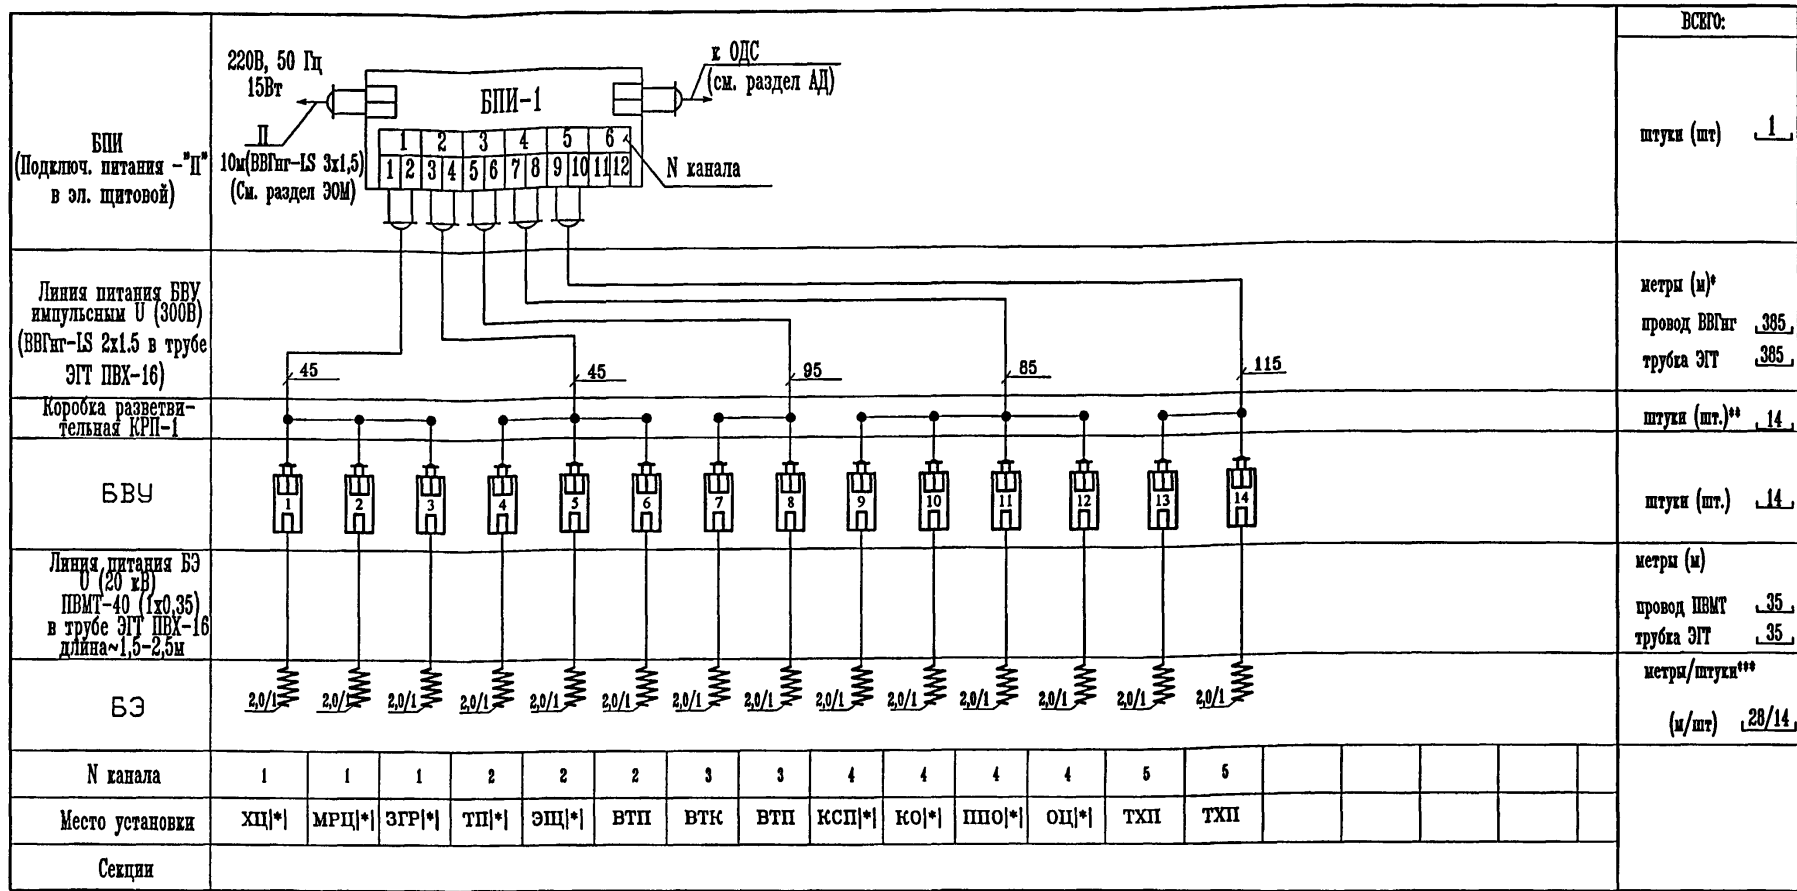 ВСЕГО:
220В, 50 Гц
15Вт
П
10м(ВВГнг-LS 3х1,5)
(См. раздел ЭОМ)
БПИ-1
к ОДС
(см. раздел АД)
1 2 3 4 5 6
1 2 3 4 5 6 7 8 9 10 11 12
N канала
БПИ
(Подключ. питания -"П"
в эл. щитовой)
штуки (шт) 1
Линия питания БВУ
импульсным U (300В)
(ВВГнг-LS 2х1.5 в трубе
ЭГТ ПВХ-16)
45 45 95 85 115
метры (м)*
провод ВВГнг 385
трубка ЭГТ 385
Коробка разветви-
тельная КРП-1
штуки (шт.)** 14
БВУ
1 2 3 4 5 6 7 8 9 10 11 12 13 14
штуки (шт.) 14
Линия питания БЭ
U (20 кВ)
ПВМТ-40 (1х0,35)
в трубе ЭГТ ПВХ-16
длина~1,5-2,5м
метры (м)
провод ПВМТ 35
трубка ЭГТ 35
БЭ
2,0/1 2,0/1 2,0/1 2,0/1 2,0/1 2,0/1 2,0/1 2,0/1 2,0/1 2,0/1 2,0/1 2,0/1 2,0/1 2,0/1
метры/штуки***
(м/шт) 28/14
N канала 1 1 1 2 2 2 3 3 4 4 4 4 5 5
Место установки ХЦ|*| МРЦ|*| ЗГР|*| ТП|*| ЭЩ|*| ВТП ВТК ВТП КСП|*| КО|*| ППО|*| ОЦ|*| ТХП ТХП
Секции